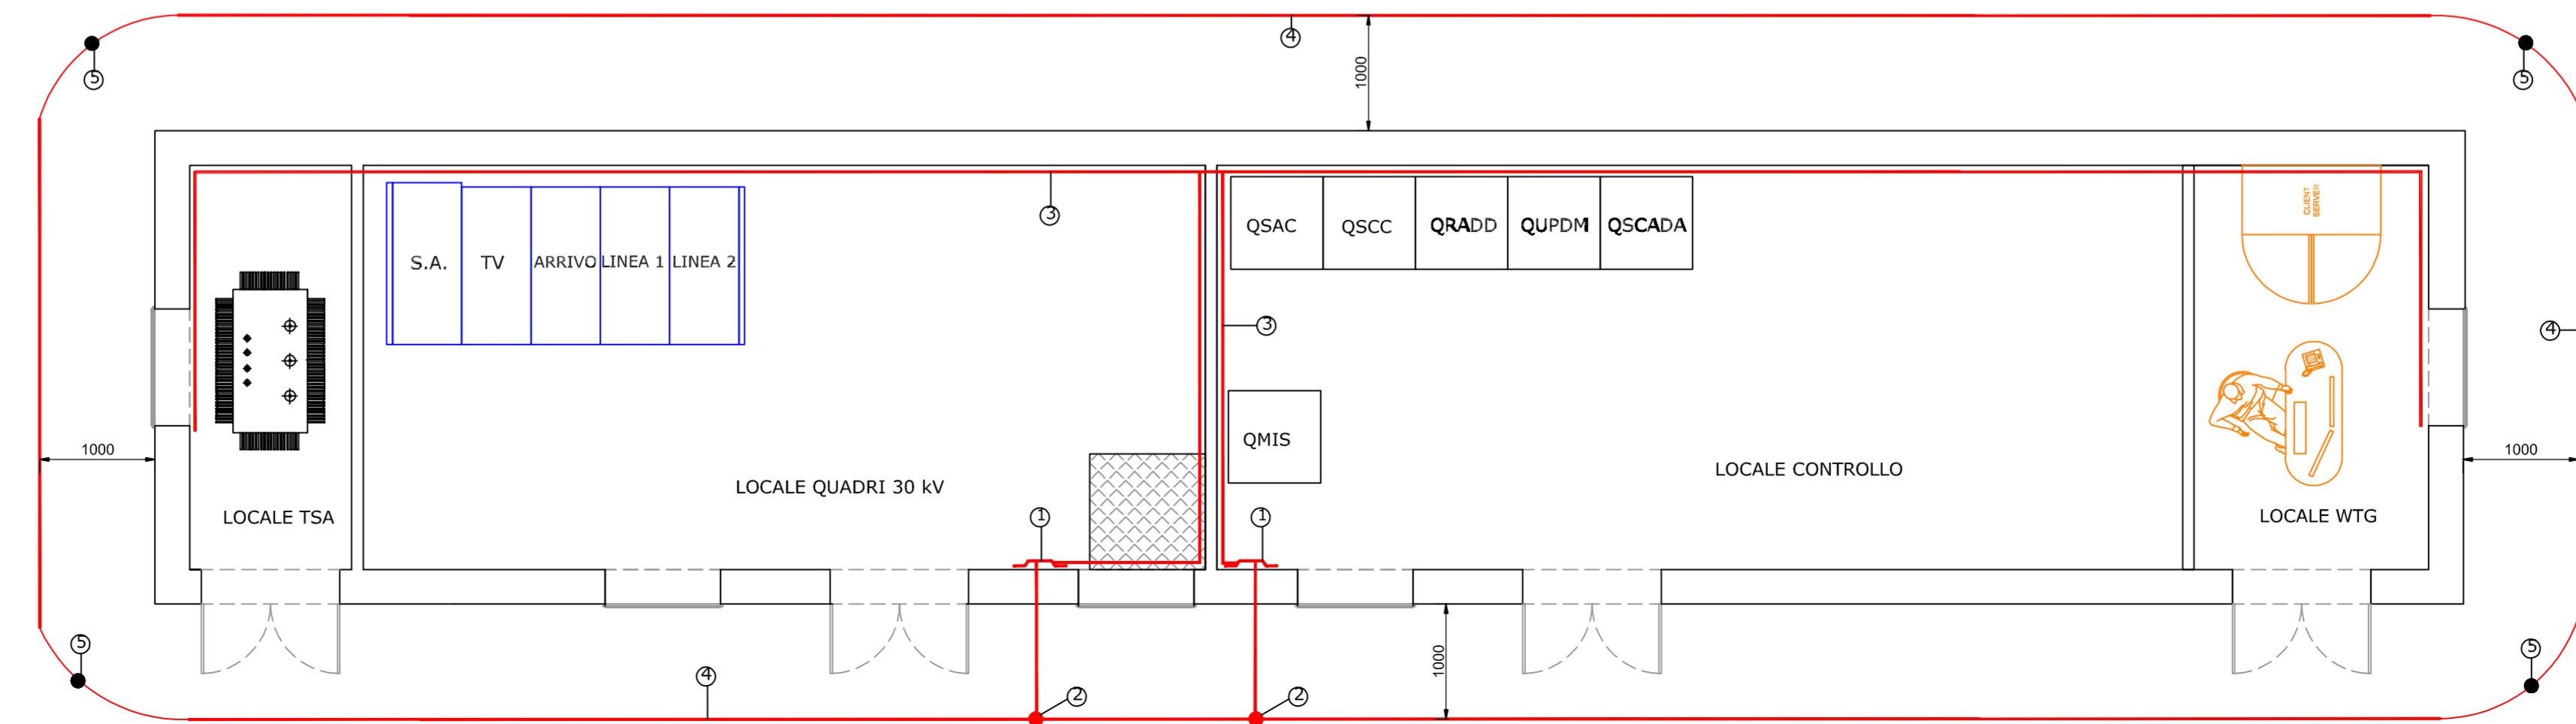 4
5
5
1000
CLIENT
SERVER
3
QSAC
QSCC
QRADD
QUPDM
QSCADA
S.A.
TV
ARRIVO
LINEA 1
LINEA 2
3
4
QMIS
1000
1000
LOCALE CONTROLLO
LOCALE QUADRI 30 kV
LOCALE TSA
1
1
LOCALE WTG
5
5
1000
4
2
2